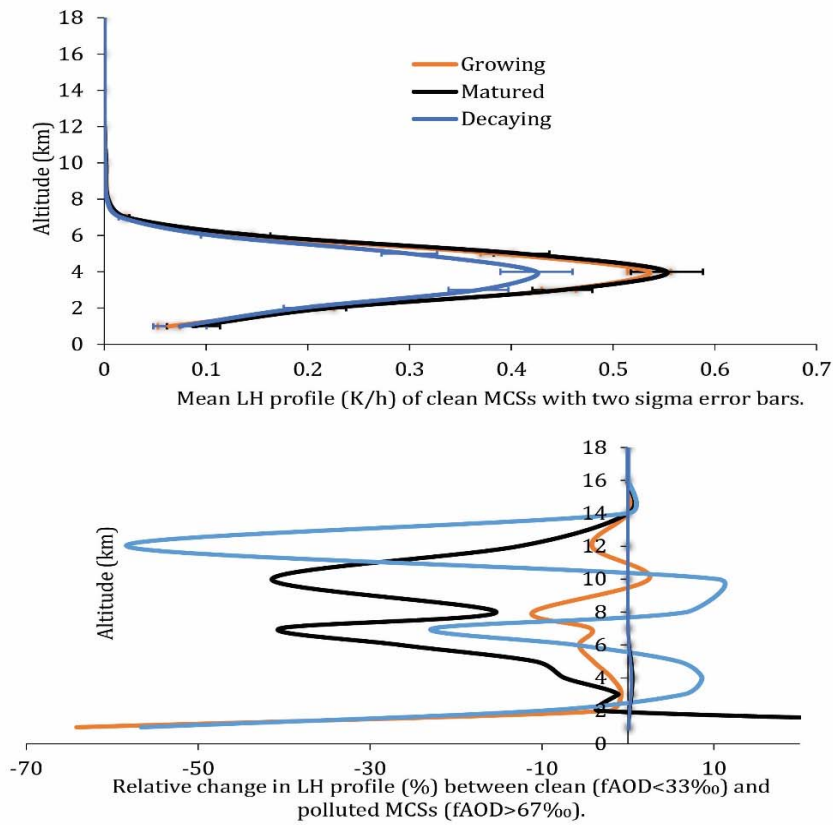 18
16
14
12
10
8
6
4
2
0
Altitude (km)
Growing
Matured
Decaying
0 0.1 0.2 0.3 0.4 0.5 0.6 0.7
Mean LH profile (K/h) of clean MCSs with two sigma error bars.
18
16
14
12
10
8
6
4
2
0
Altitude (km)
-70 -50 -30 -10 10
Relative change in LH profile (%) between clean (fAOD<33‰) and
polluted MCSs (fAOD>67‰).